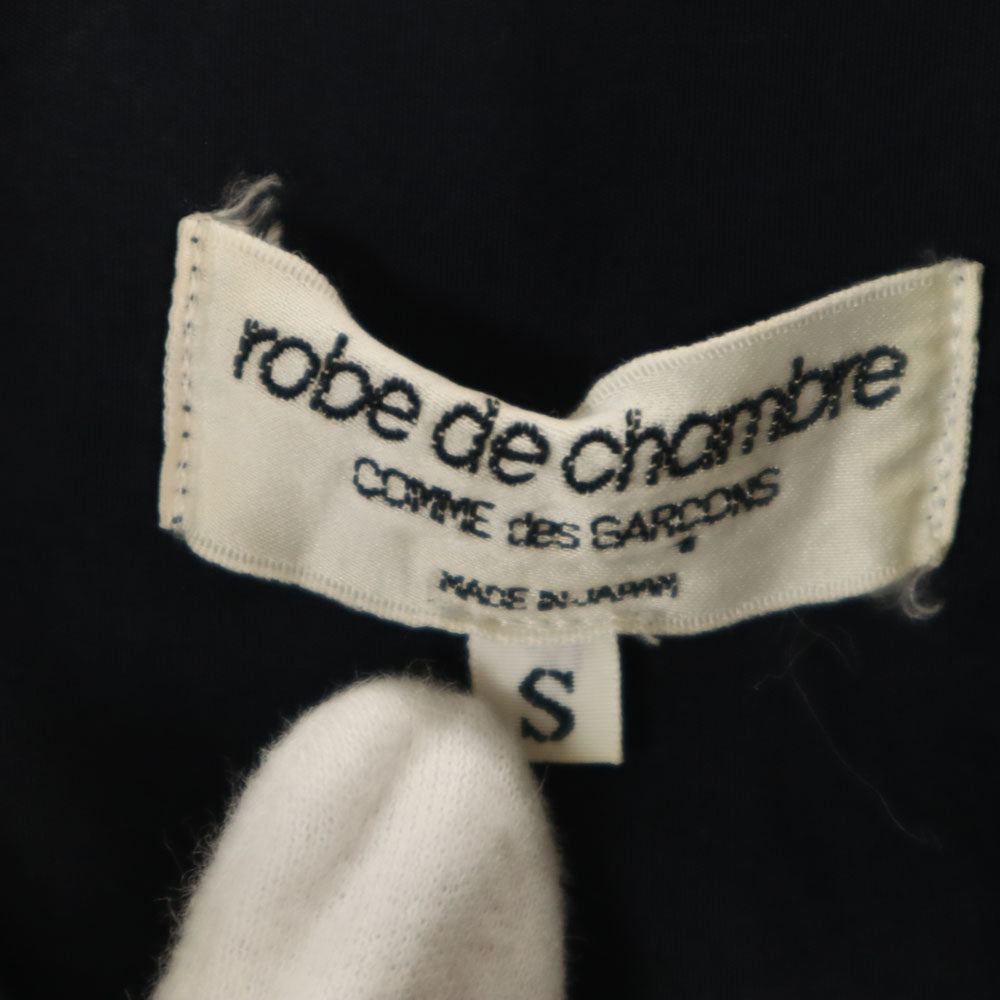 robe de chambre
COMME des GARÇONS
MADE IN JAPAN
S